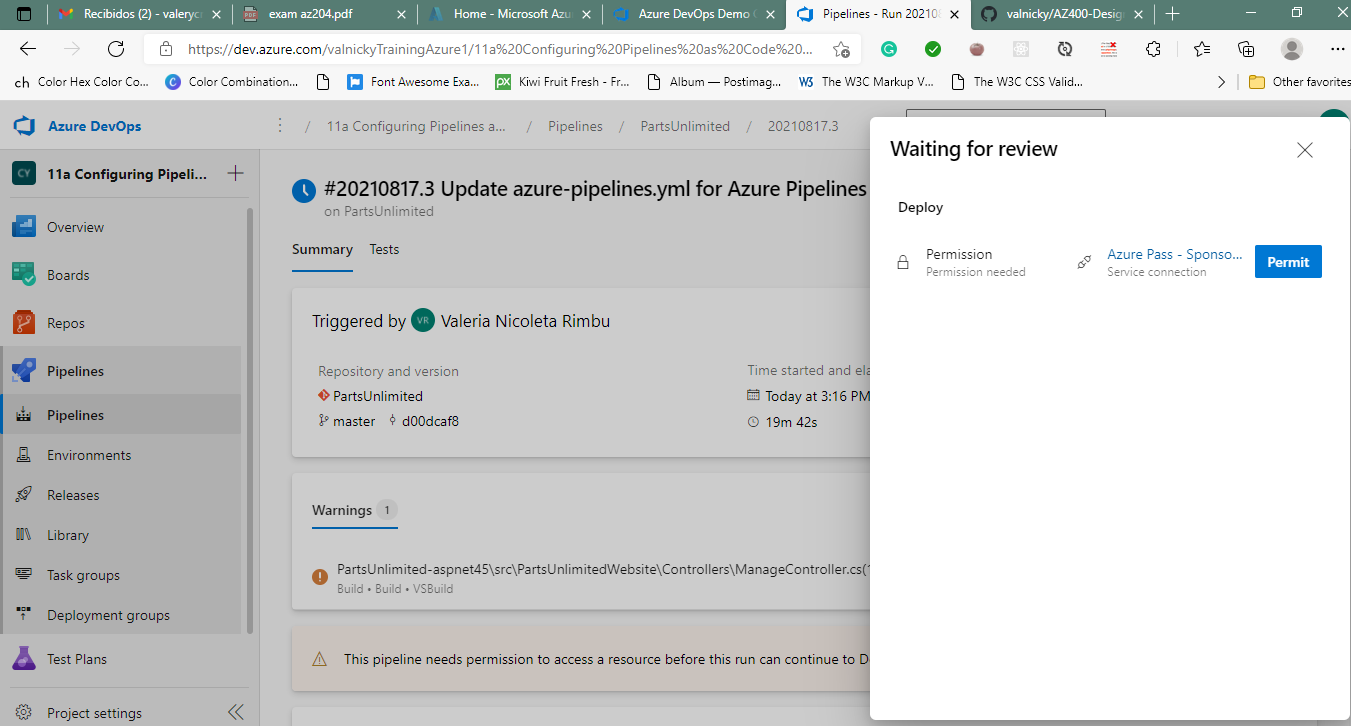 Recibidos (2) - valeryc
exam az204.pdf
Home - Microsoft Azu
Azure DevOps Demo G
Pipelines - Run 202108
valnicky/AZ400-Design
https://dev.azure.com/valnickyTrainingAzure1/11a%20Configuring%20Pipelines%20as%20Code%20...
ch Color Hex Color Co...
C Color Combination...
Font Awesome Exa...
px Kiwi Fruit Fresh - Fr...
Album — Postimag...
W3 The W3C Markup V...
The W3C CSS Valid...
Other favorites
Azure DevOps
/ 11a Configuring Pipelines a... / Pipelines / PartsUnlimited / 20210817.3
CY 11a Configuring Pipeli...
Overview
Boards
Repos
Pipelines
Pipelines
Environments
Releases
Library
Task groups
Deployment groups
Test Plans
Project settings
#20210817.3 Update azure-pipelines.yml for Azure Pipelines
on PartsUnlimited
Summary Tests
Triggered by VR Valeria Nicoleta Rimbu
Repository and version
PartsUnlimited
master d00dcaf8
Time started and ela
Today at 3:16 PM
19m 42s
Warnings 1
PartsUnlimited-aspnet45\src\PartsUnlimitedWebsite\Controllers\ManageController.cs(1
Build • Build • VSBuild
This pipeline needs permission to access a resource before this run can continue to D
Waiting for review
Deploy
Permission
Permission needed
Azure Pass - Sponso...
Service connection
Permit